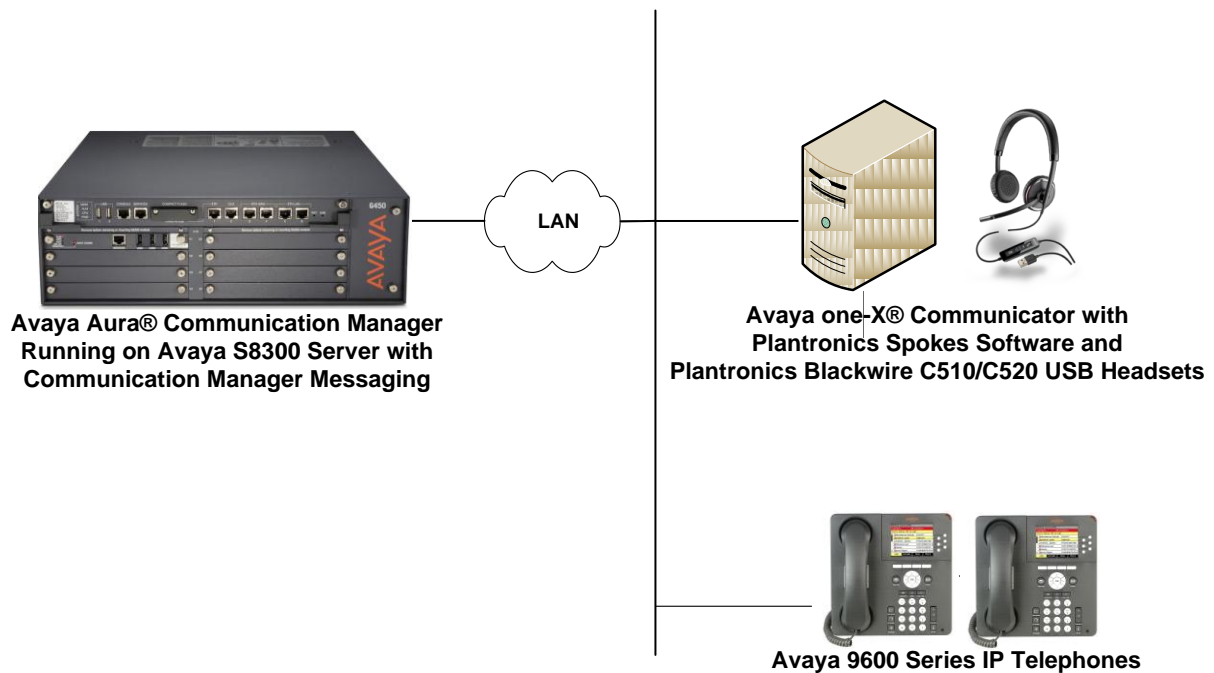 G450
AVAYA
LAN
Avaya Aura® Communication Manager
Running on Avaya S8300 Server with
Communication Manager Messaging
Avaya one-X® Communicator with
Plantronics Spokes Software and
Plantronics Blackwire C510/C520 USB Headsets
Avaya 9600 Series IP Telephones